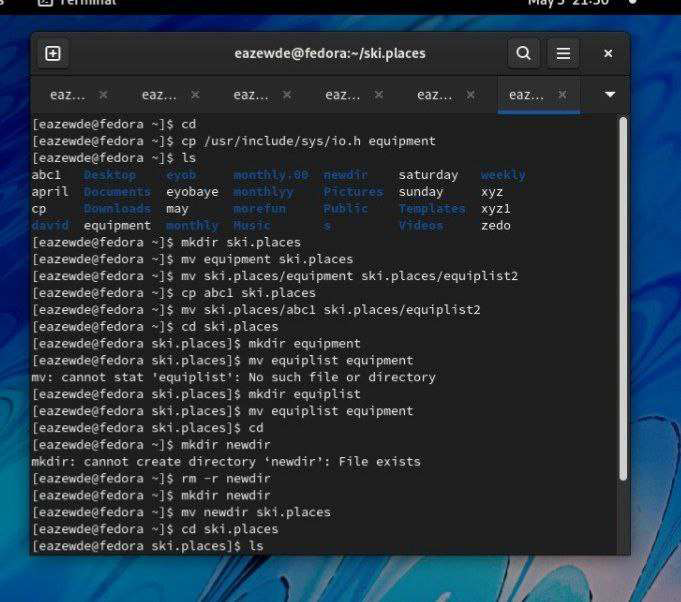 Terminal
May 5 21:50
eazewde@fedora:~/ski.places
eaz... × eaz... × eaz... × eaz... × eaz... × eaz... ×
[eazewde@fedora ~]$ cd
[eazewde@fedora ~]$ cp /usr/include/sys/io.h equipment
[eazewde@fedora ~]$ ls
abc1 Desktop eyob monthly.00 newdir saturday weekly
april Documents eyobaye monthlyy Pictures sunday xyz
cp Downloads may morefun Public Templates xyz1
david equipment monthly Music s Videos zedo
[eazewde@fedora ~]$ mkdir ski.places
[eazewde@fedora ~]$ mv equipment ski.places
[eazewde@fedora ~]$ mv ski.places/equipment ski.places/equiplist2
[eazewde@fedora ~]$ cp abc1 ski.places
[eazewde@fedora ~]$ mv ski.places/abc1 ski.places/equiplist2
[eazewde@fedora ~]$ cd ski.places
[eazewde@fedora ski.places]$ mkdir equipment
[eazewde@fedora ski.places]$ mv equiplist equipment
mv: cannot stat 'equiplist': No such file or directory
[eazewde@fedora ski.places]$ mkdir equiplist
[eazewde@fedora ski.places]$ mv equiplist equipment
[eazewde@fedora ski.places]$ cd
[eazewde@fedora ~]$ mkdir newdir
mkdir: cannot create directory ‘newdir’: File exists
[eazewde@fedora ~]$ rm -r newdir
[eazewde@fedora ~]$ mkdir newdir
[eazewde@fedora ~]$ mv newdir ski.places
[eazewde@fedora ~]$ cd ski.places
[eazewde@fedora ski.places]$ ls